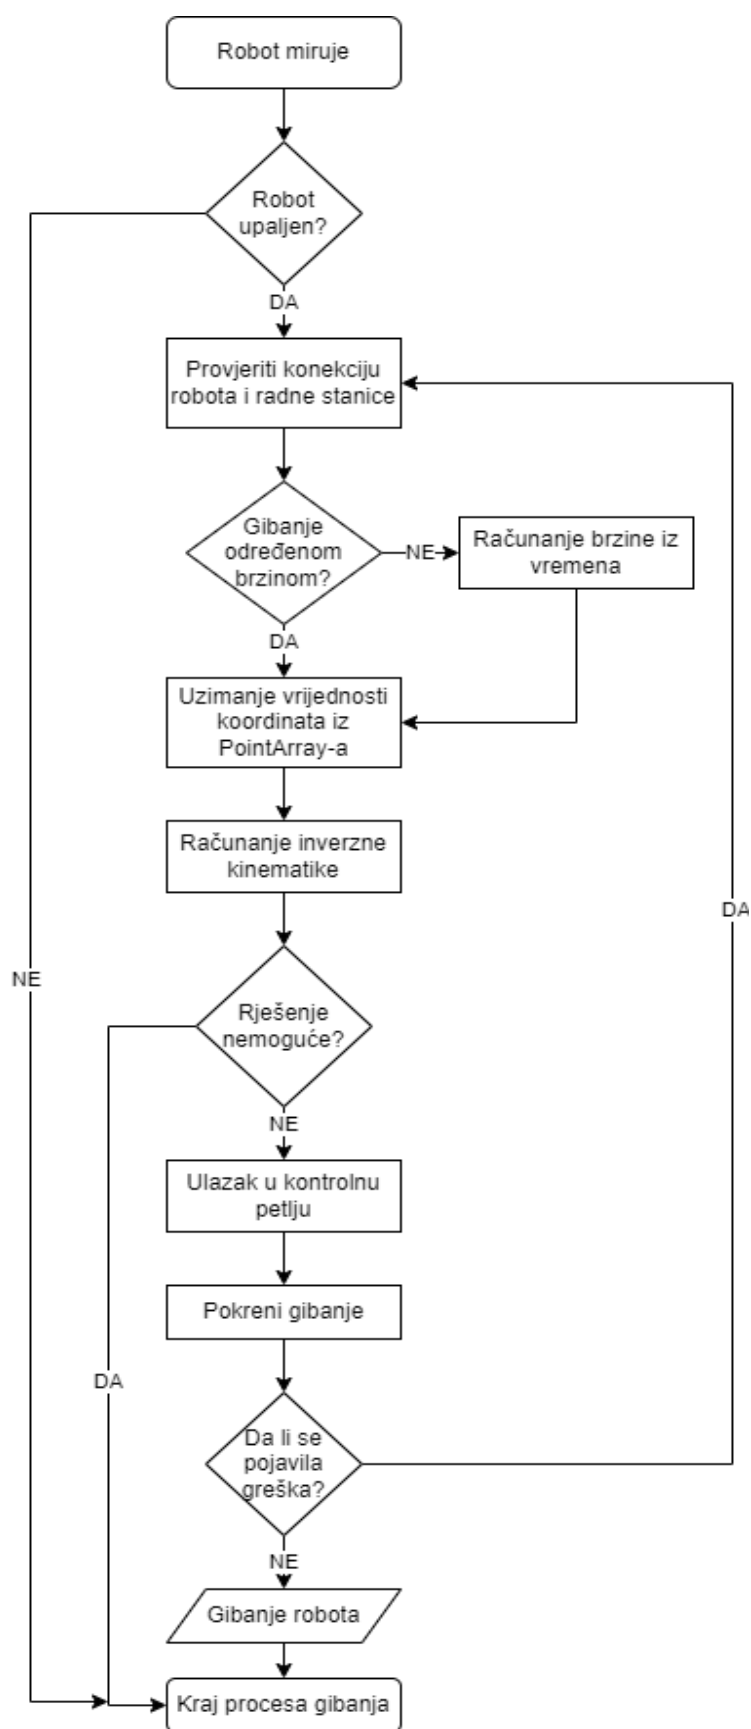 Robot miruje
Robot
upaljen?
DA
Provjeriti konekciju
robota i radne stanice
Gibanje
određenom
brzinom?
NE
Računanje brzine iz
vremena
DA
Uzimanje vrijednosti
koordinata iz
PointArray-a
Računanje inverzne
kinematike
DA
NE
Rješenje
nemoguće?
NE
Ulazak u kontrolnu
petlju
Pokreni gibanje
DA
Da li se
pojavila
greška?
NE
Gibanje robota
Kraj procesa gibanja